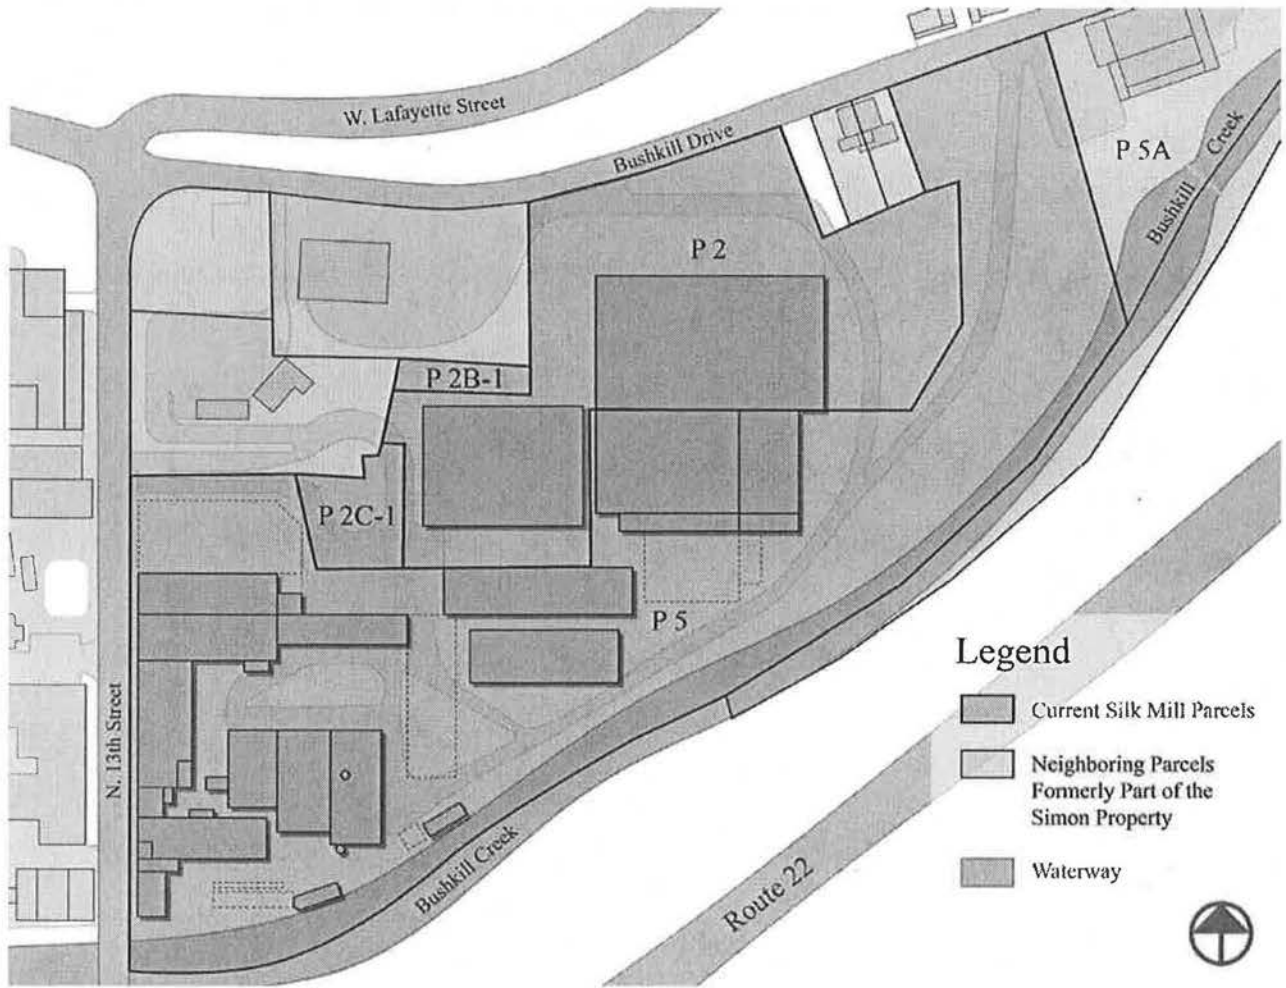 W. Lafayette Street
Bushkill Drive
P 5A
Bushkill Creek
P 2
P 2B-1
P 2C-1
P 5
N. 13th Street
Bushkill Creek
Route 22
Legend
Current Silk Mill Parcels
Neighboring Parcels
Formerly Part of the
Simon Property
Waterway